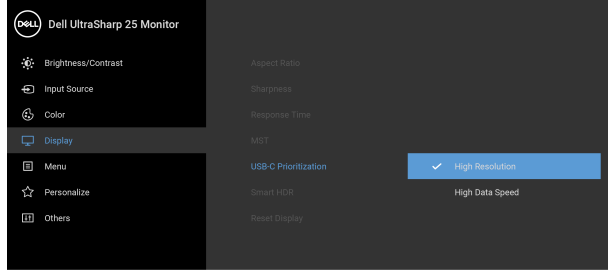 DELL Dell UltraSharp 25 Monitor
Brightness/Contrast
Input Source
Color
Display
Menu
Personalize
Others
Aspect Ratio
Sharpness
Response Time
MST
USB-C Prioritization
Smart HDR
Reset Display
High Resolution
High Data Speed